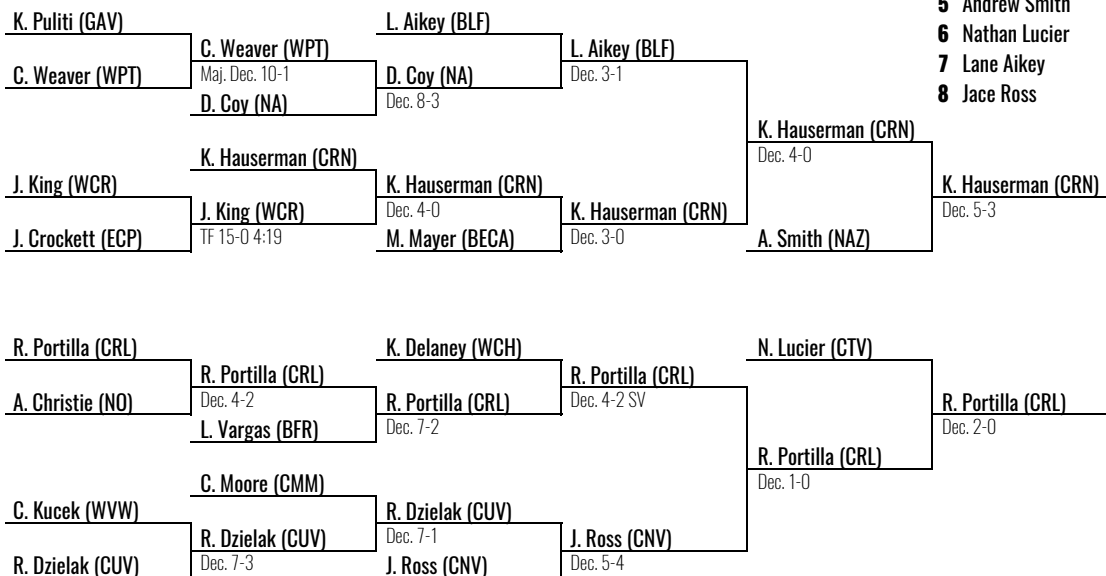 5 Andrew Smith
K. Puliti (GAV)
L. Aikey (BLF)
6 Nathan Lucier
C. Weaver (WPT)
L. Aikey (BLF)
7 Lane Aikey
C. Weaver (WPT)
Maj. Dec. 10-1
D. Coy (NA)
Dec. 3-1
8 Jace Ross
D. Coy (NA)
Dec. 8-3
K. Hauserman (CRN)
Dec. 4-0
K. Hauserman (CRN)
J. King (WCR)
K. Hauserman (CRN)
K. Hauserman (CRN)
J. King (WCR)
Dec. 4-0
K. Hauserman (CRN)
Dec. 5-3
J. Crockett (ECP)
TF 15-0 4:19
M. Mayer (BECA)
Dec. 3-0
A. Smith (NAZ)
R. Portilla (CRL)
K. Delaney (WCH)
N. Lucier (CTV)
R. Portilla (CRL)
R. Portilla (CRL)
A. Christie (NO)
Dec. 4-2
R. Portilla (CRL)
Dec. 4-2 SV
R. Portilla (CRL)
L. Vargas (BFR)
Dec. 7-2
Dec. 2-0
R. Portilla (CRL)
C. Moore (CMM)
Dec. 1-0
C. Kucek (WVW)
R. Dzielak (CUV)
R. Dzielak (CUV)
Dec. 7-1
J. Ross (CNV)
R. Dzielak (CUV)
Dec. 7-3
J. Ross (CNV)
Dec. 5-4